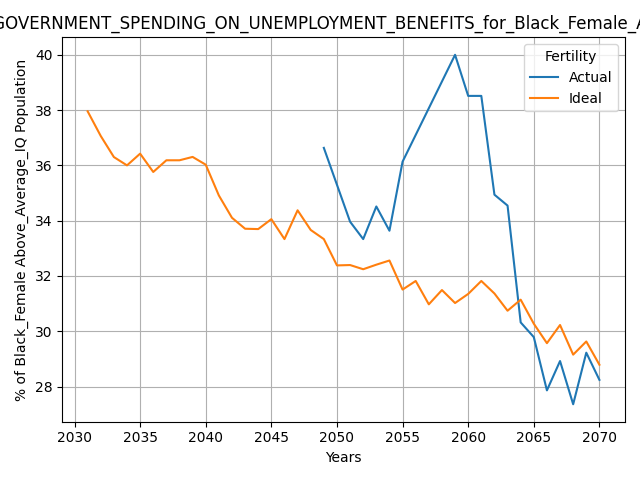 GOVERNMENT_SPENDING_ON_UNEMPLOYMENT_BENEFITS_for_Black_Female_A
% of Black_Female Above_Average_IQ Population
40
38
36
34
32
30
28
Fertility
Actual
Ideal
2030 2035 2040 2045 2050 2055 2060 2065 2070
Years